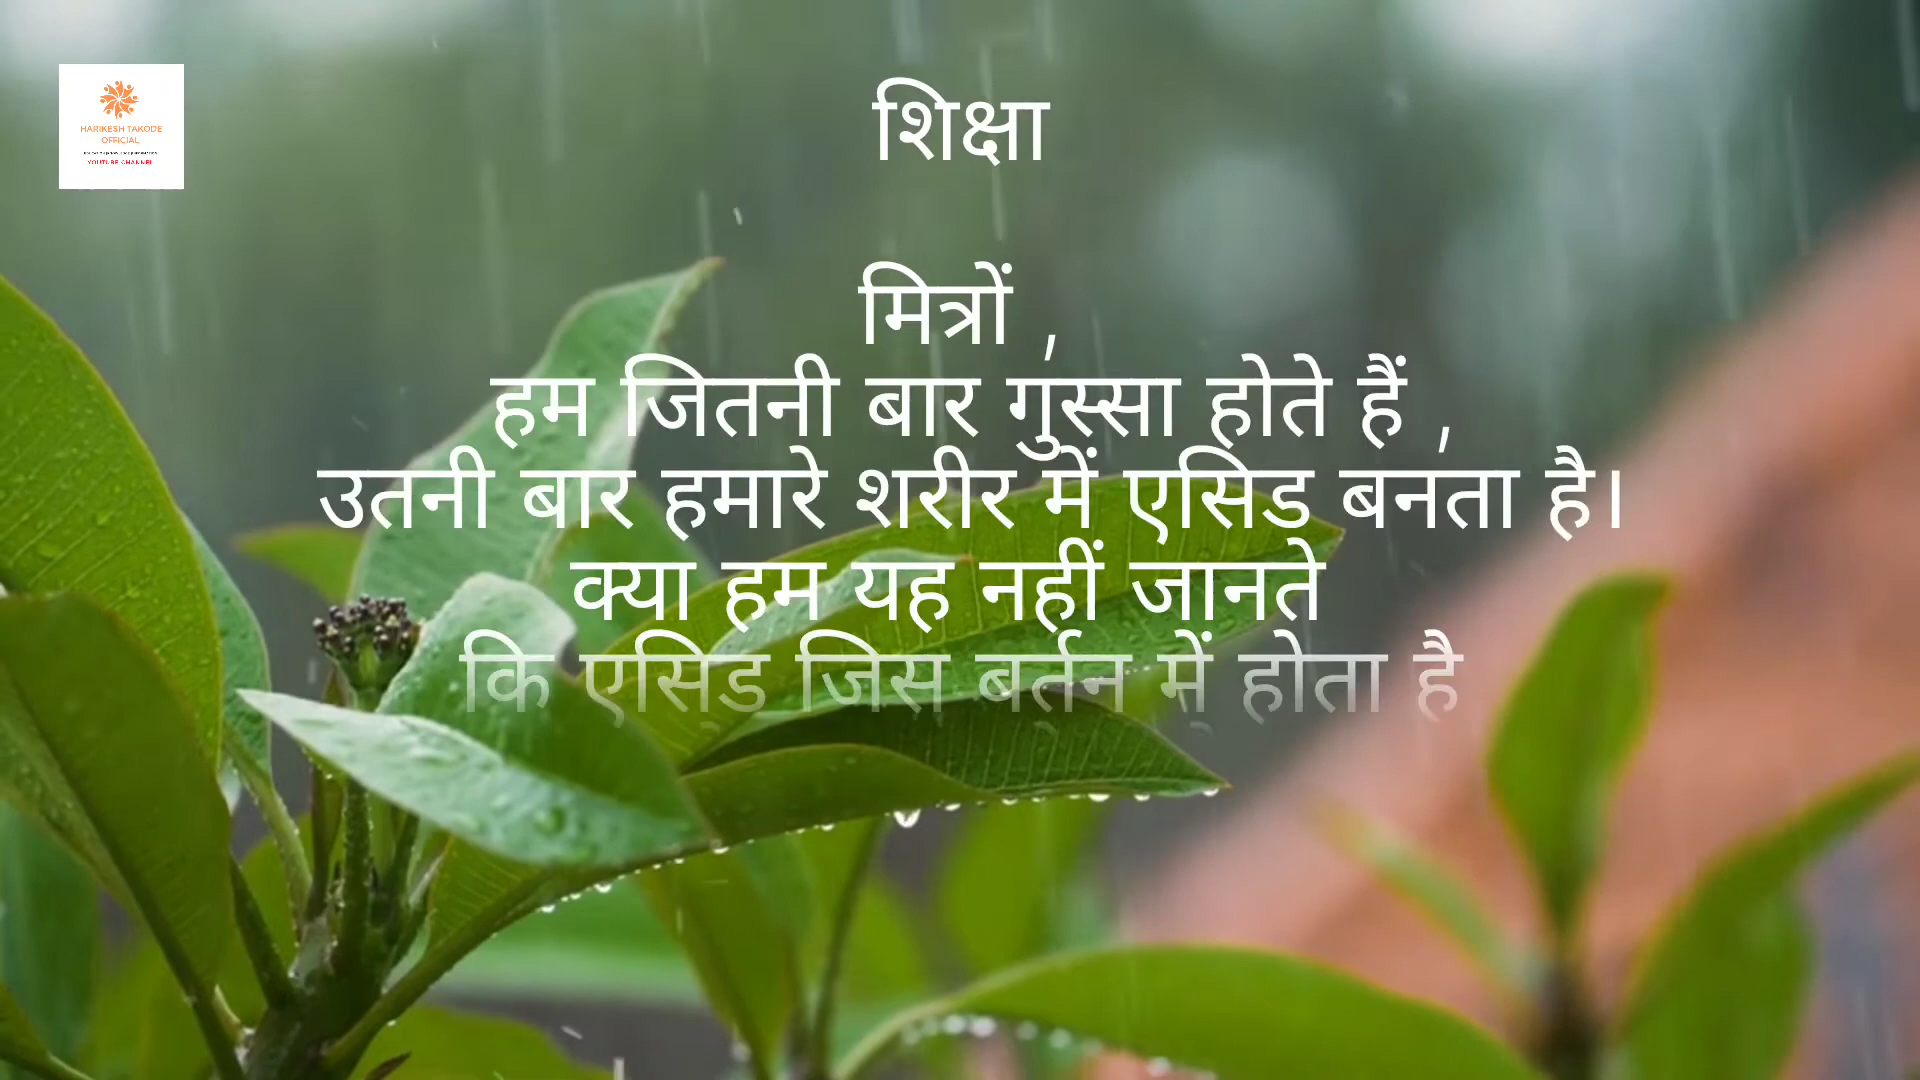 HARIKESH TAKODE
OFFICIAL
YOUTUBE CHANNEL
शिक्षा
मित्रों ,
हम जितनी बार गुस्सा होते हैं ,
उतनी बार हमारे शरीर में एसिड बनता है।
क्या हम यह नहीं जानते
कि एसिड जिस बर्तन में होता है